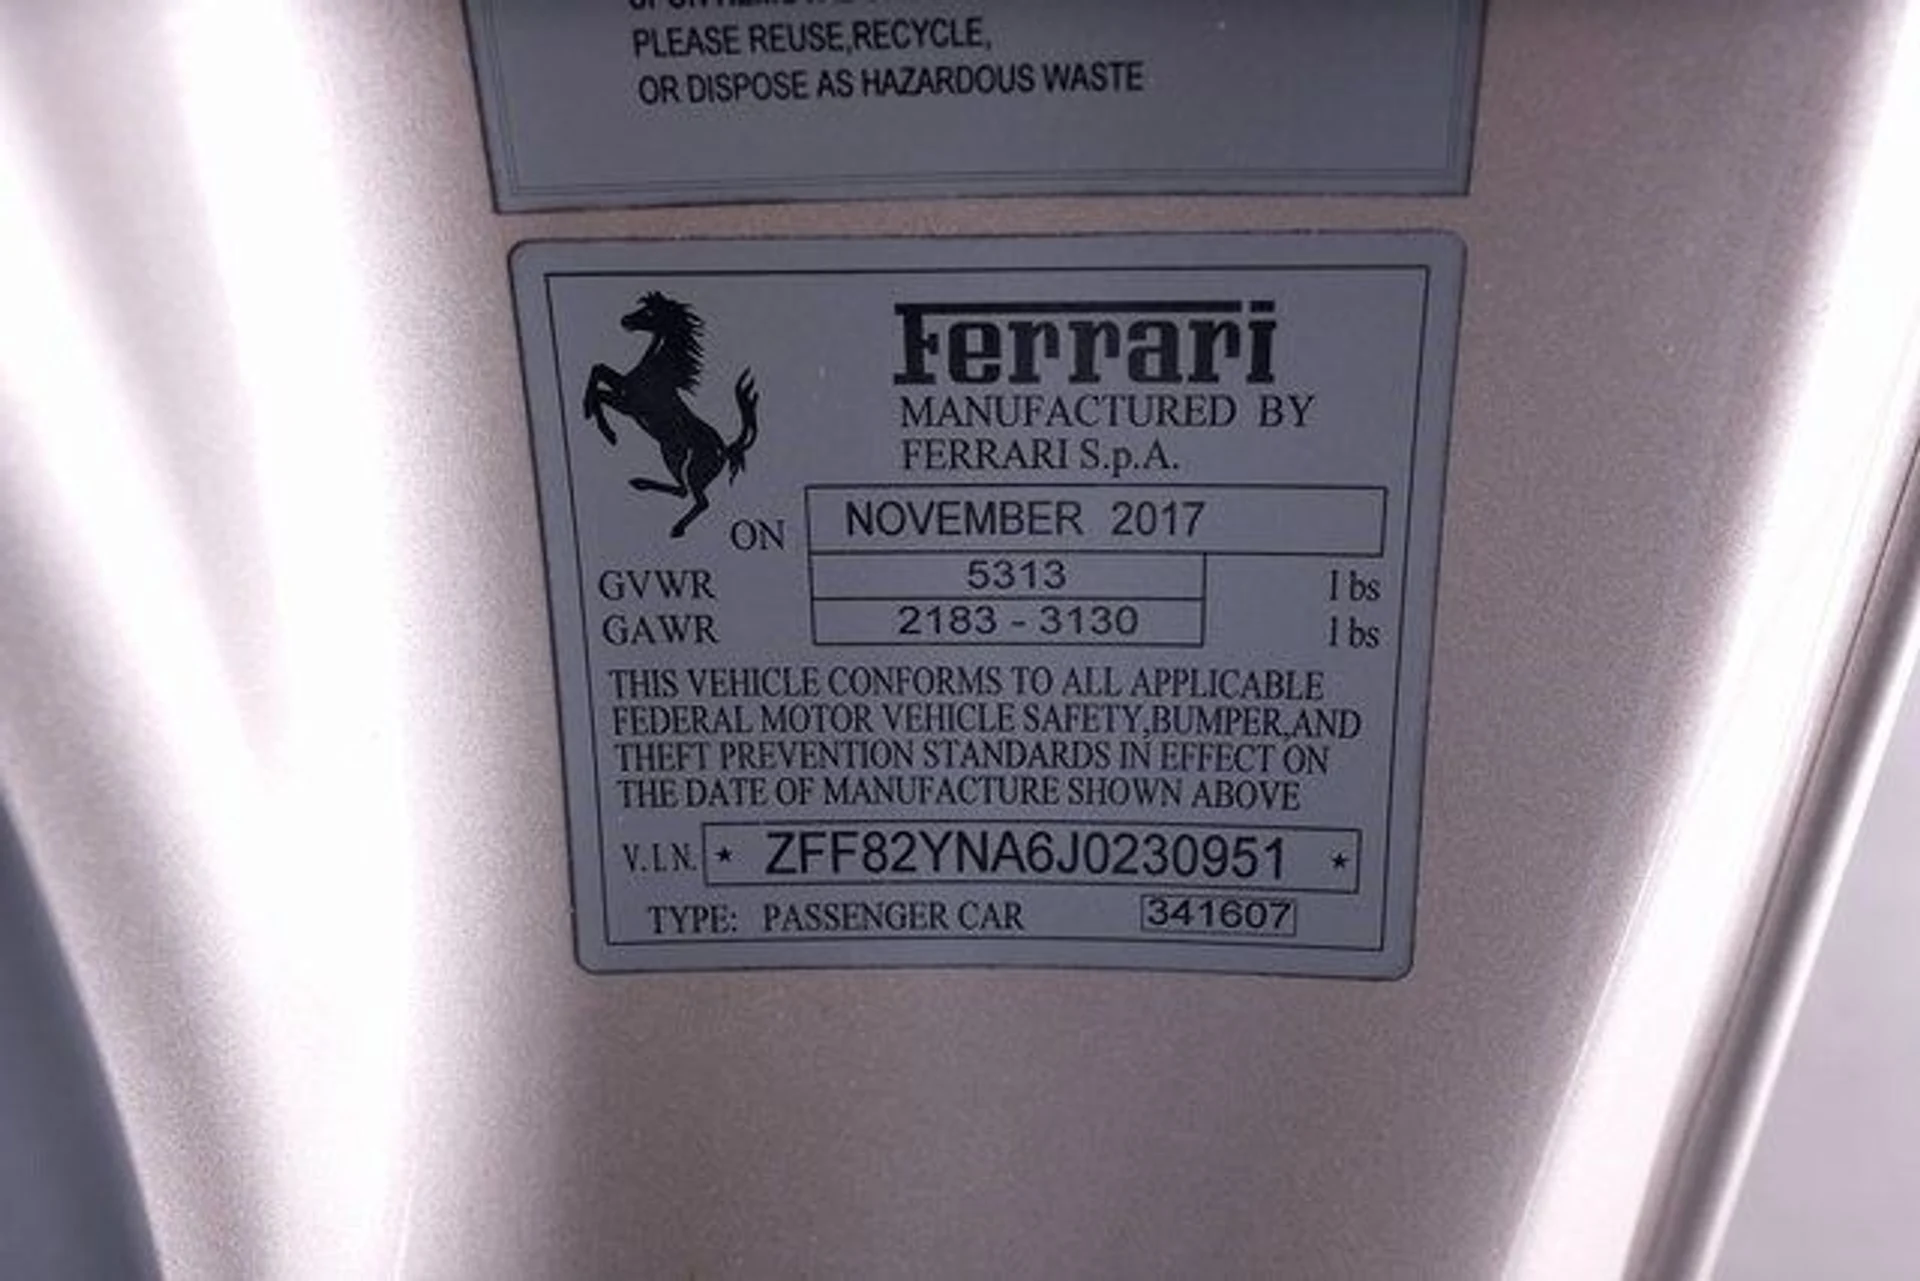 PLEASE REUSE,RECYCLE,
OR DISPOSE AS HAZARDOUS WASTE
Ferrari
MANUFACTURED BY
FERRARI S.p.A.
ON NOVEMBER 2017
GVWR 5313 lbs
GAWR 2183 - 3130 lbs
THIS VEHICLE CONFORMS TO ALL APPLICABLE
FEDERAL MOTOR VEHICLE SAFETY,BUMPER,AND
THEFT PREVENTION STANDARDS IN EFFECT ON
THE DATE OF MANUFACTURE SHOWN ABOVE
V.I.N. * ZFF82YNA6J0230951 *
TYPE: PASSENGER CAR 341607